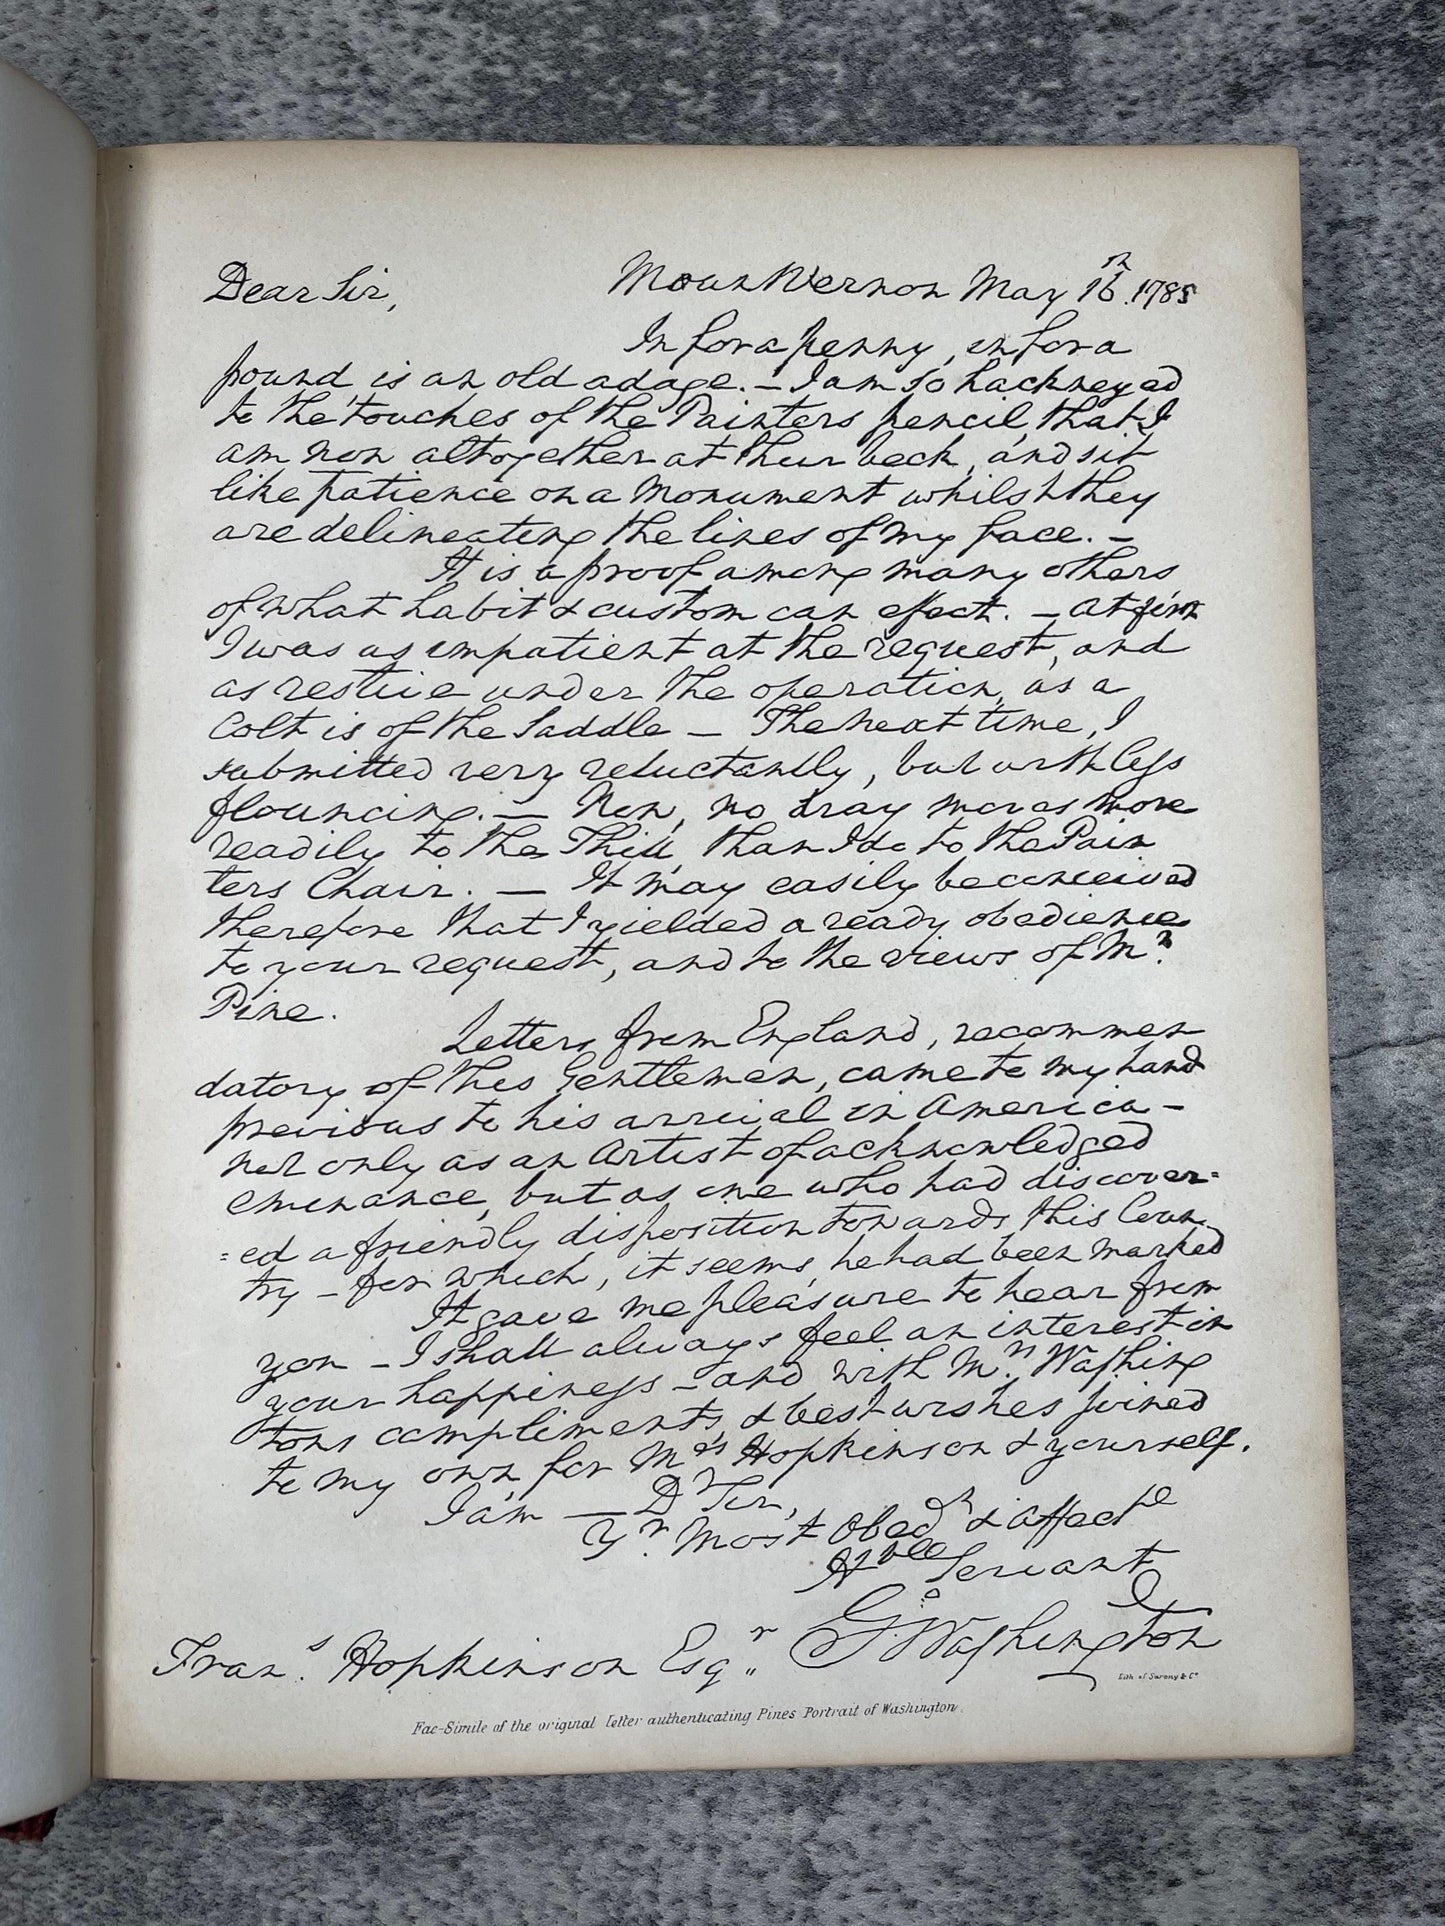 Dear Sir, Mount Vernon May 16th. 1785
In for a penny, in for a
pound, is an old adage. — I am so hackneyed
to the touches of the Painters pencil, that I
am now altogether at their beck, and sit
like patience on a Monument whilst they
are delineating the lines of my face. —
It is a proof among many others
of what habit & custom can effect. — At first
I was as impatient at the request, and
as restive under the operation, as a
Colt is of the Saddle — The next time, I
submitted very reluctantly, but with less
flouncing. — Now, no dray moves more
readily to the Thill, than I do to the Pain
ters Chair. — It may easily be conceived
therefore that I yielded a ready obedience
to your request, and to the views of Mr.
Pine.
Letters from England, recommen
datory of this Gentleman, came to my hand
previous to his arrival in America —
not only as an Artist of acknowledged
eminence, but as one who had discover=
=ed a friendly disposition towards this Coun
try — for which, it seems, he had been marked
It gave me pleasure to hear from
you — I shall always feel an interest in
your happiness — and with Mrs. Washing
tons compliments, & best wishes joined
to my own for Mrs. Hopkinson & yourself.
I am — Dr Sir,
Yr. Most Obedt & Affecte
Hble Servant
Frans. Hopkinson Esqr. Go: Washington
Lith of Sarony & Co
Fac-Simile of the original letter authenticating Pines Portrait of Washington.